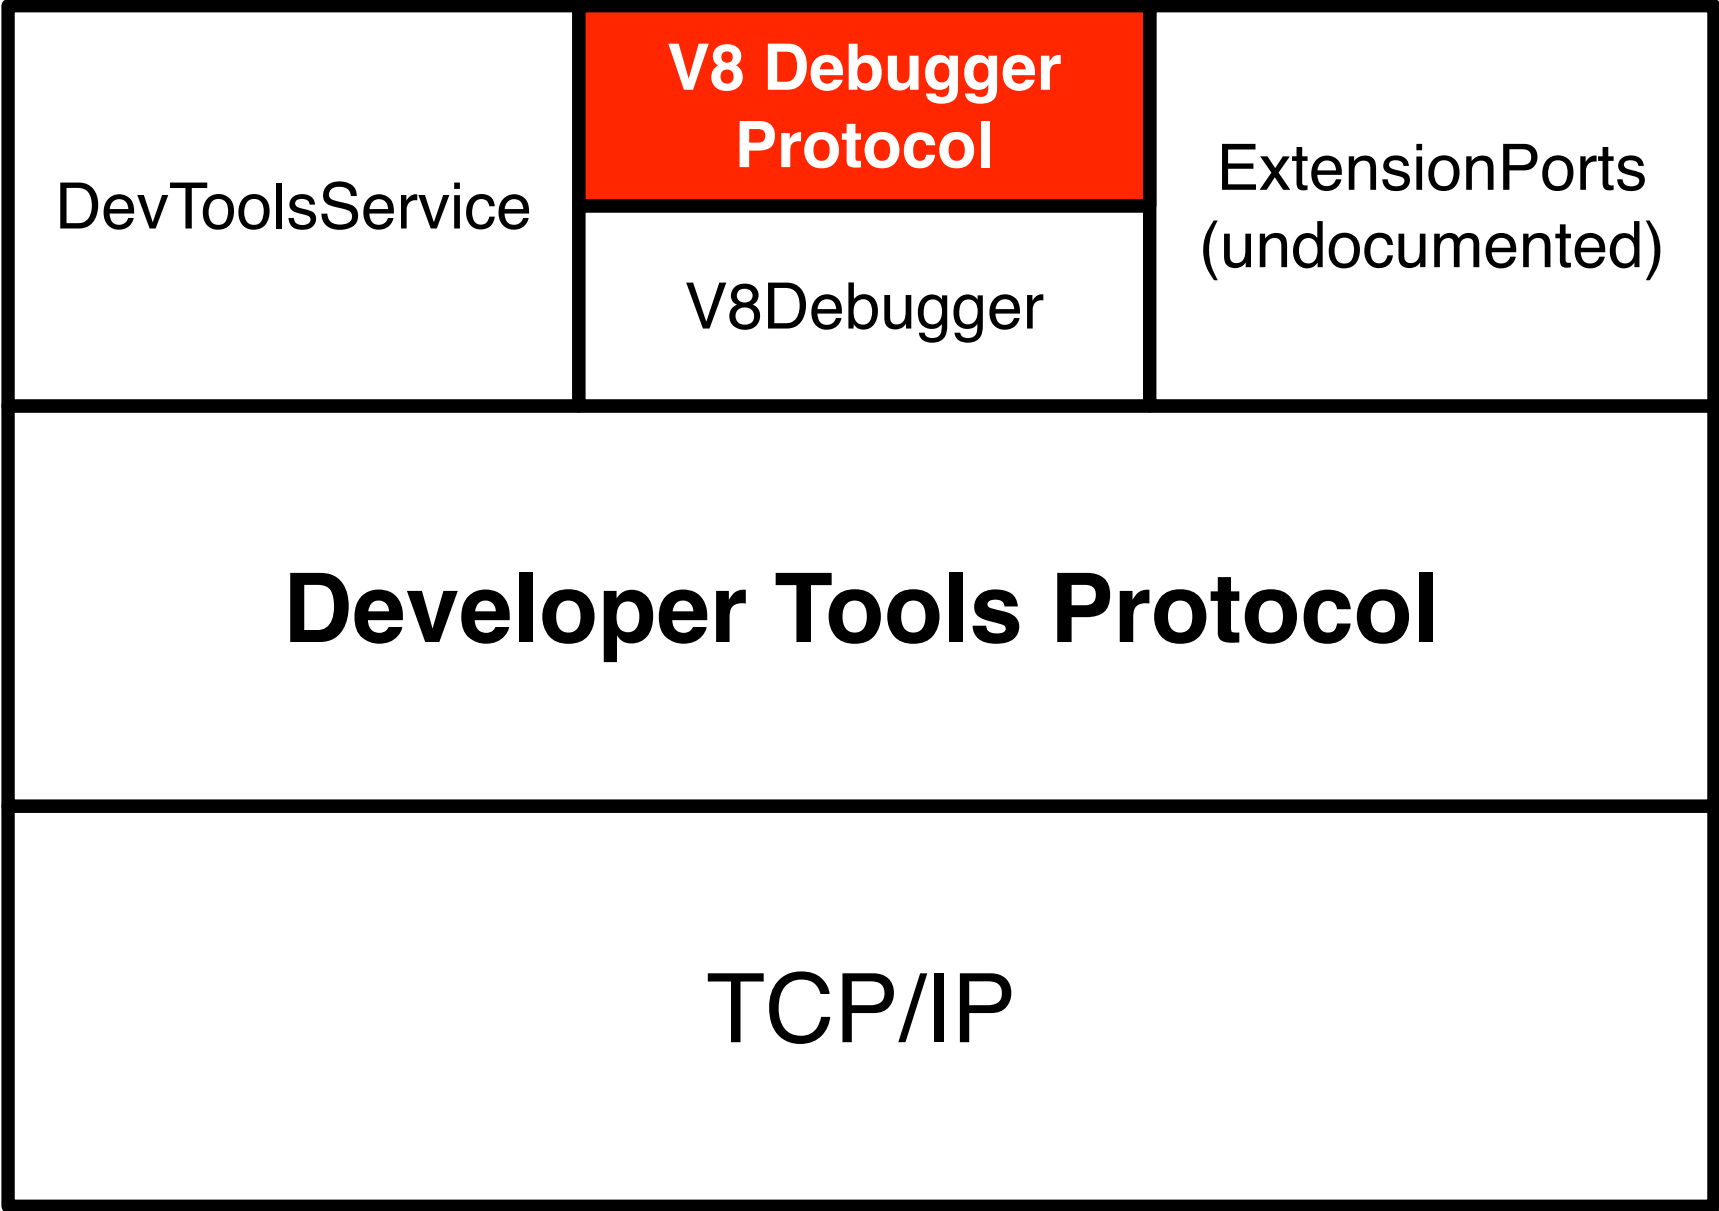 DevToolsService
V8 Debugger
Protocol
V8Debugger
ExtensionPorts
(undocumented)
Developer Tools Protocol
TCP/IP